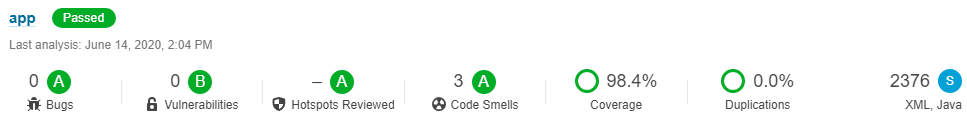 app Passed
Last analysis: June 14, 2020, 2:04 PM
0 A 0 B – A 3 A 98.4% 0.0% 2376 S
Bugs Vulnerabilities Hotspots Reviewed Code Smells Coverage Duplications XML, Java